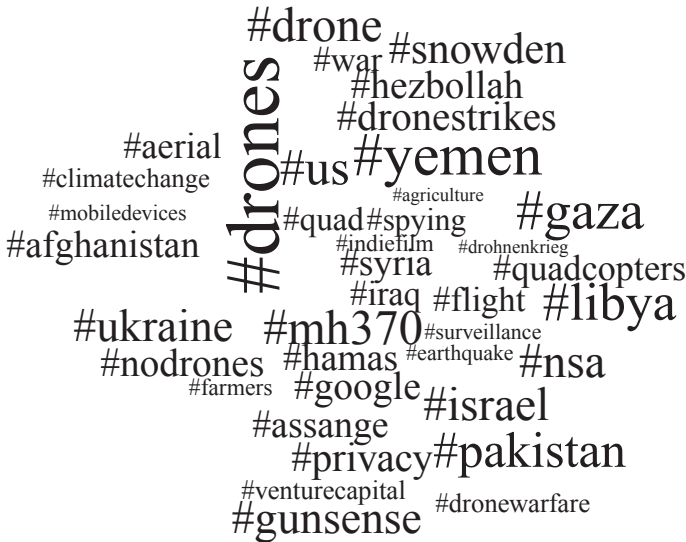 #drone
#snowden
#war
#hezbollah
#dronestrikes
#drones
#aerial
#us
#yemen
#climatechange
#agriculture
#mobiledevices
#quad
#spying
#gaza
#afghanistan
#indiefilm
#drohnenkrieg
#syria
#quadcopters
#iraq
#flight
#libya
#ukraine
#mh370
#surveillance
#nodrones
#hamas
#earthquake
#nsa
#farmers
#google
#israel
#assange
#privacy
#pakistan
#venturecapital
#dronewarfare
#gunsense